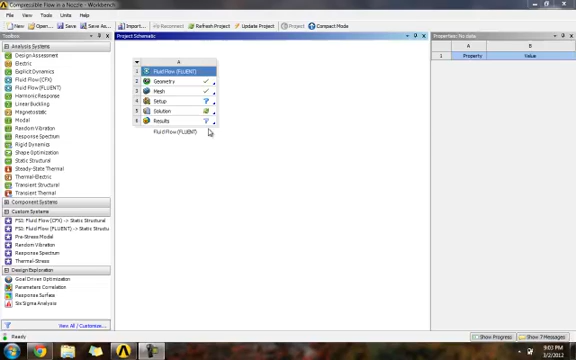 Compressible Flow in a Nozzle - Workbench
File View Tools Units Help
New Open... Save Save As... Import... Reconnect Refresh Project Update Project Project Compact Mode
Toolbox
Analysis Systems
Design Assessment
Electric
Explicit Dynamics
Fluid Flow (CFX)
Fluid Flow (FLUENT)
Harmonic Response
Linear Buckling
Magnetostatic
Modal
Random Vibration
Response Spectrum
Rigid Dynamics
Shape Optimization
Static Structural
Steady-State Thermal
Thermal-Electric
Transient Structural
Transient Thermal
Component Systems
Custom Systems
FSI: Fluid Flow (CFX) -> Static Structural
FSI: Fluid Flow (FLUENT) -> Static Structu
Pre-Stress Modal
Random Vibration
Response Spectrum
Thermal-Stress
Design Exploration
Goal Driven Optimization
Parameters Correlation
Response Surface
Six Sigma Analysis
View All / Customize...
Project Schematic
A
1 Fluid Flow (FLUENT)
2 Geometry
3 Mesh
4 Setup
5 Solution
6 Results
Fluid Flow (FLUENT)
Properties: No data
A B
1 Property Value
Ready
Show Progress Show 7 Messages
9:03 PM
3/2/2012